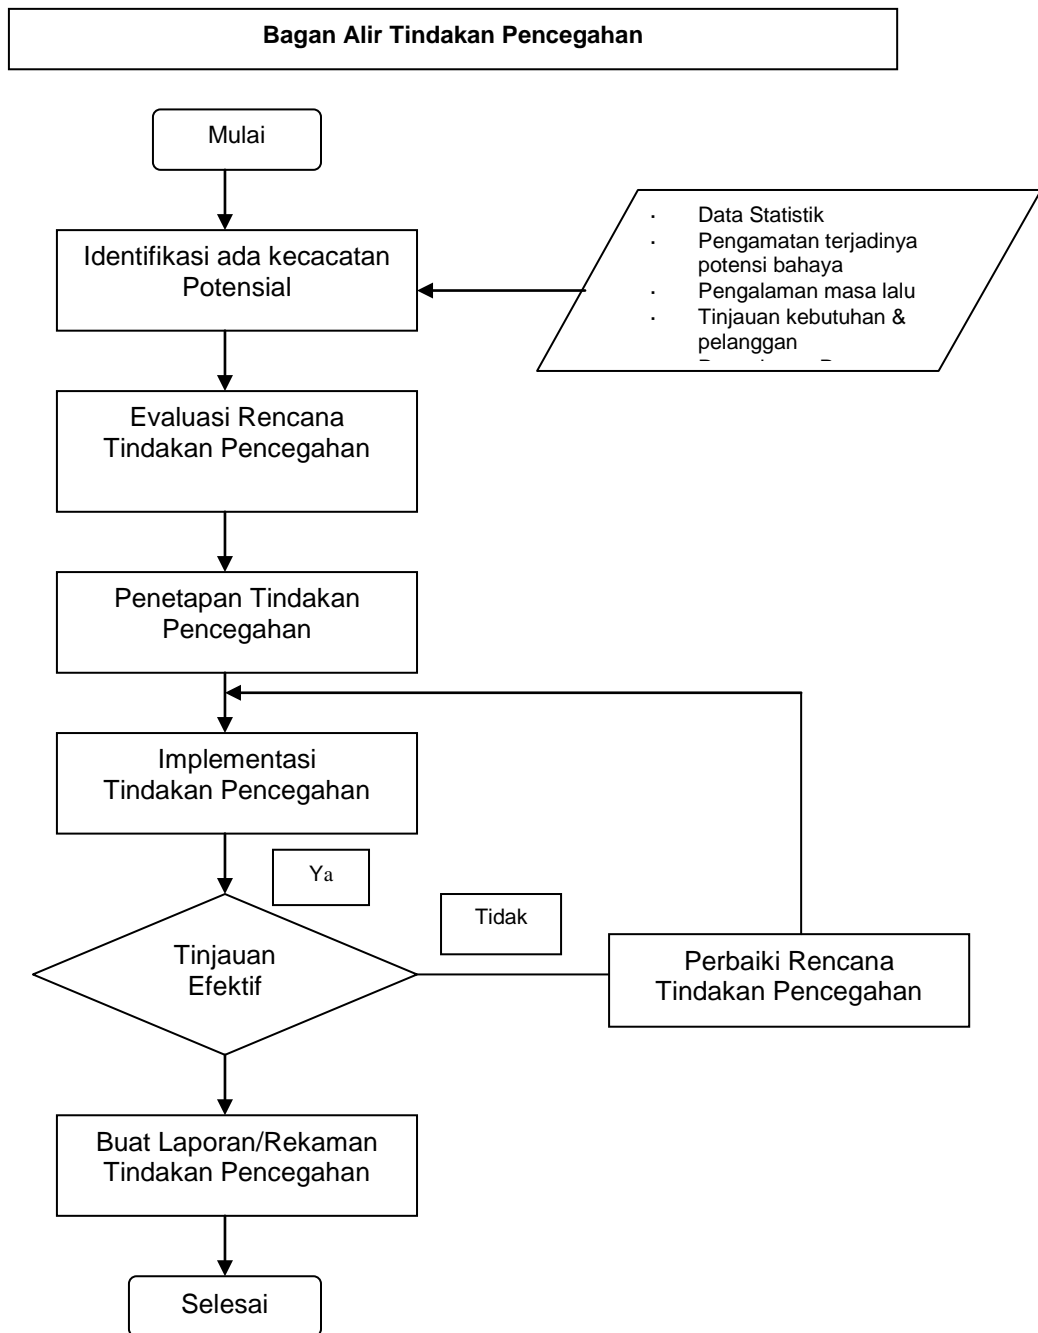 Bagan Alir Tindakan Pencegahan
Mulai
Identifikasi ada kecacatan
Potensial
· Data Statistik
· Pengamatan terjadinya
potensi bahaya
· Pengalaman masa lalu
· Tinjauan kebutuhan &
pelanggan
Evaluasi Rencana
Tindakan Pencegahan
Penetapan Tindakan
Pencegahan
Implementasi
Tindakan Pencegahan
Ya
Tidak
Tinjauan
Efektif
Perbaiki Rencana
Tindakan Pencegahan
Buat Laporan/Rekaman
Tindakan Pencegahan
Selesai